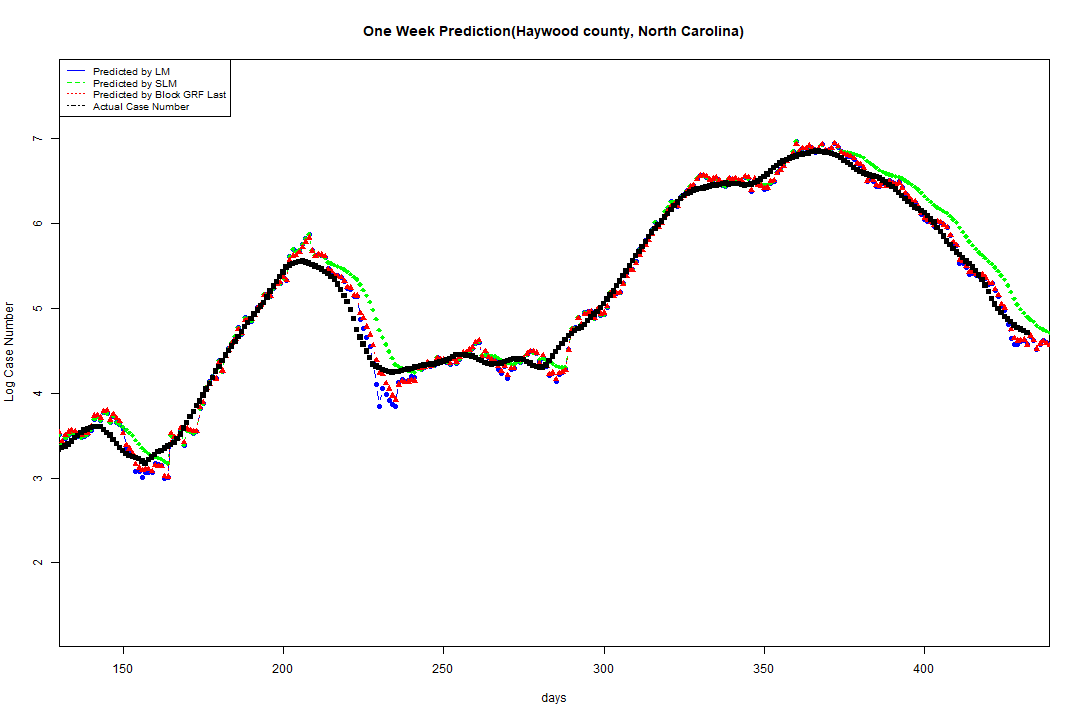 One Week Prediction(Haywood county, North Carolina)
Predicted by LM
Predicted by SLM
Predicted by Block GRF Last
Actual Case Number
7
6
5
4
3
2
Log Case Number
150 200 250 300 350 400
days